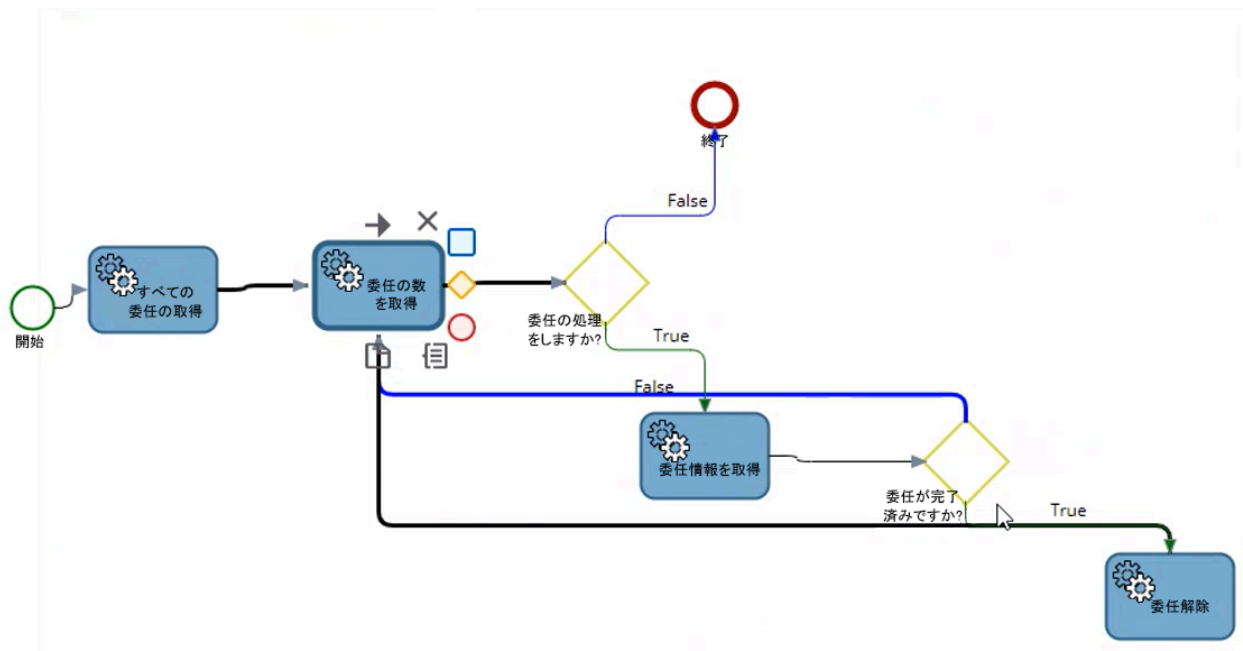 終了
False
すべての
委任の取得
委任の数
を取得
開始
委任の処理
をしますか?
True
False
委任情報を取得
委任が完了
済みですか?
True
委任解除